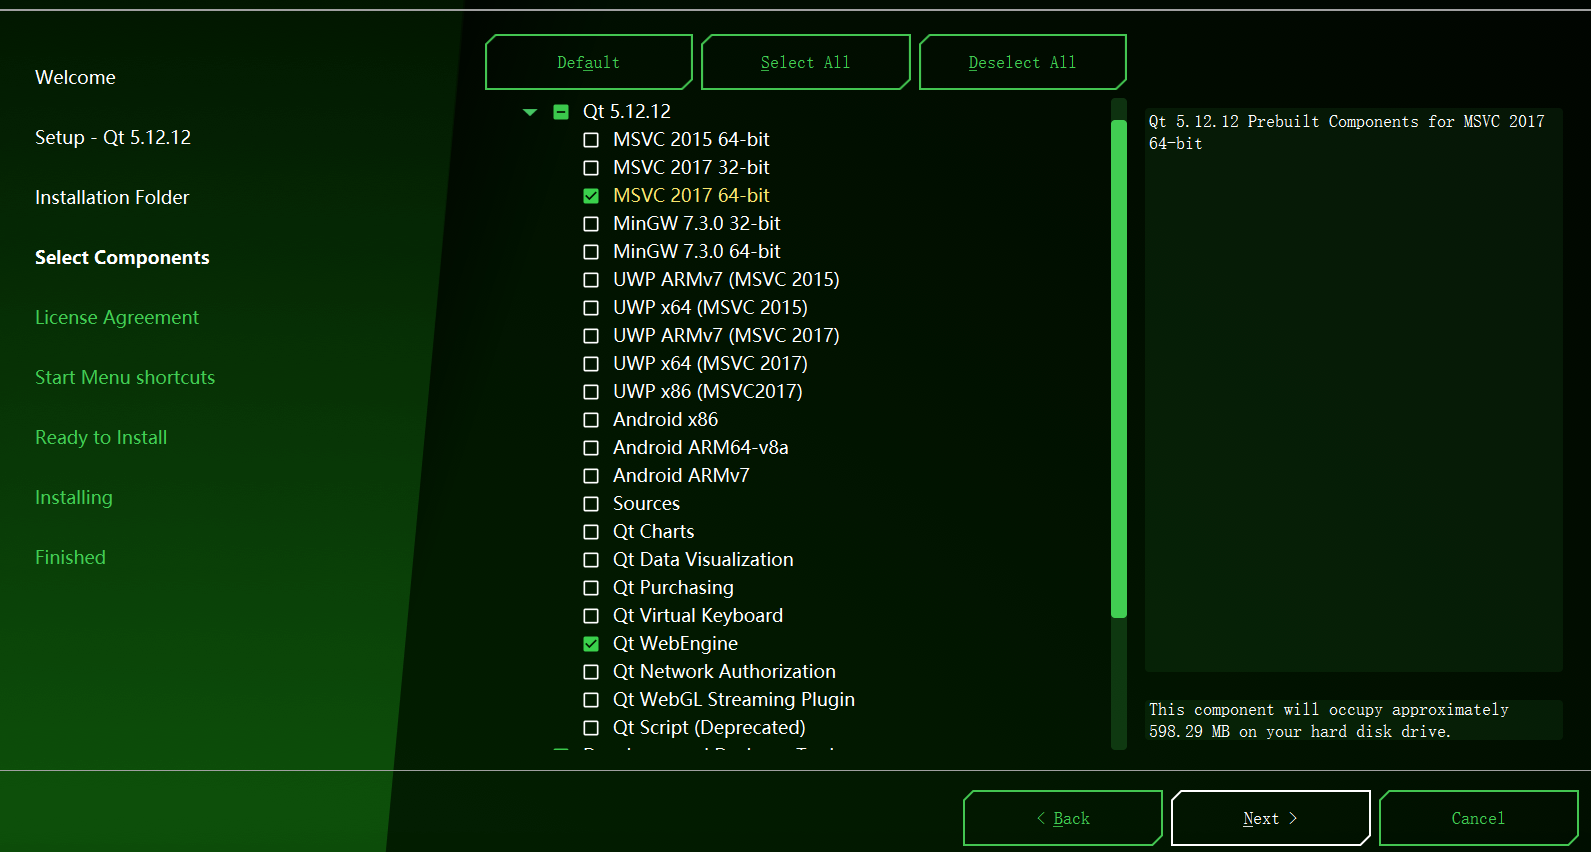 Welcome
Setup - Qt 5.12.12
Installation Folder
Select Components
License Agreement
Start Menu shortcuts
Ready to Install
Installing
Finished
Default
Select All
Deselect All
Qt 5.12.12
MSVC 2015 64-bit
MSVC 2017 32-bit
MSVC 2017 64-bit
MinGW 7.3.0 32-bit
MinGW 7.3.0 64-bit
UWP ARMv7 (MSVC 2015)
UWP x64 (MSVC 2015)
UWP ARMv7 (MSVC 2017)
UWP x64 (MSVC 2017)
UWP x86 (MSVC2017)
Android x86
Android ARM64-v8a
Android ARMv7
Sources
Qt Charts
Qt Data Visualization
Qt Purchasing
Qt Virtual Keyboard
Qt WebEngine
Qt Network Authorization
Qt WebGL Streaming Plugin
Qt Script (Deprecated)
Qt 5.12.12 Prebuilt Components for MSVC 2017
64-bit
This component will occupy approximately
598.29 MB on your hard disk drive.
< Back
Next >
Cancel